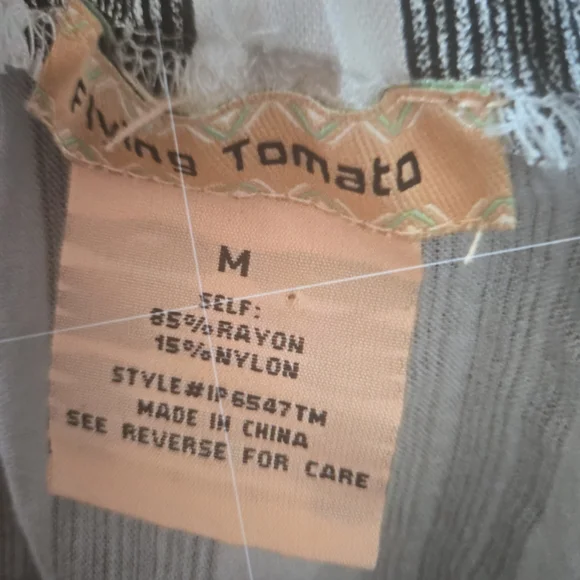 Flying Tomato
M
SELF:
85% RAYON
15% NYLON
STYLE#IP6547TM
MADE IN CHINA
SEE REVERSE FOR CARE